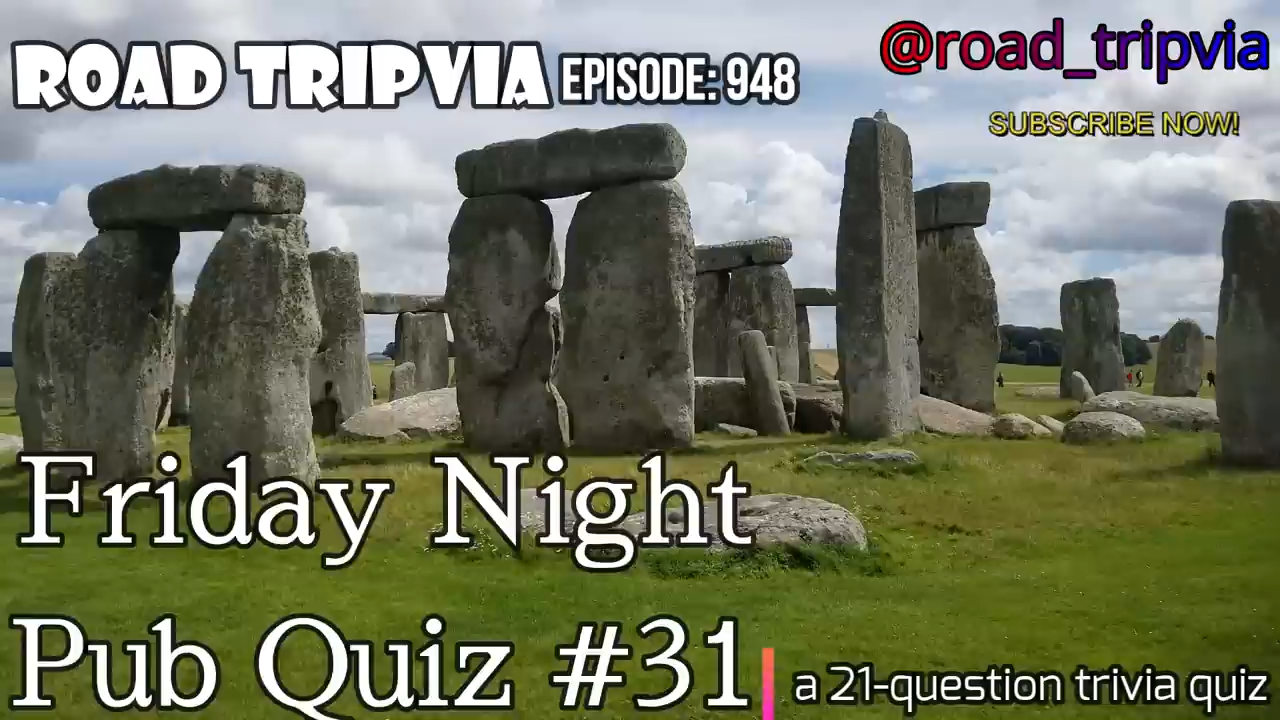 ROAD TRIPVIA EPISODE: 948
@road_tripvia
SUBSCRIBE NOW!
Friday Night
Pub Quiz #31
a 21-question trivia quiz